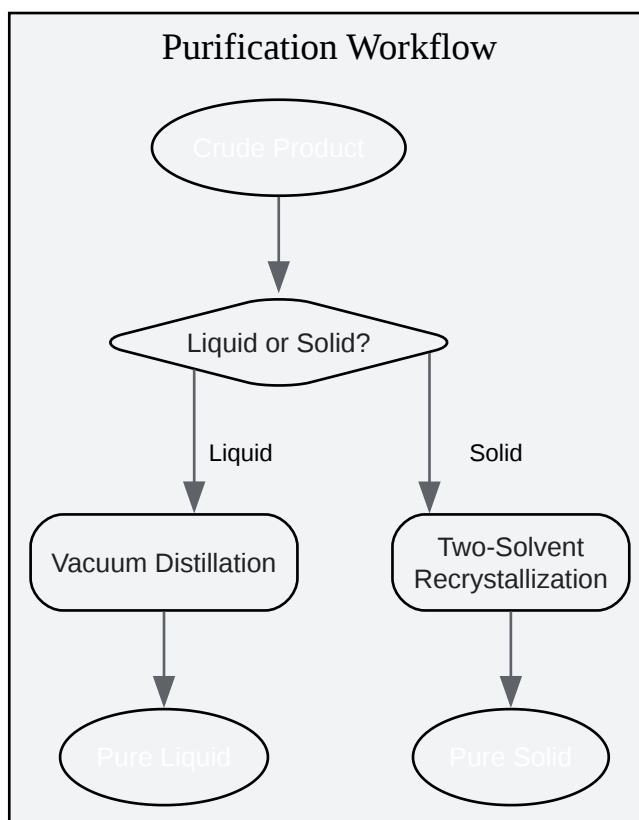 Purification Workflow
Crude Product
Liquid or Solid?
Liquid
Solid
Vacuum Distillation
Two-Solvent
Recrystallization
Pure Liquid
Pure Solid